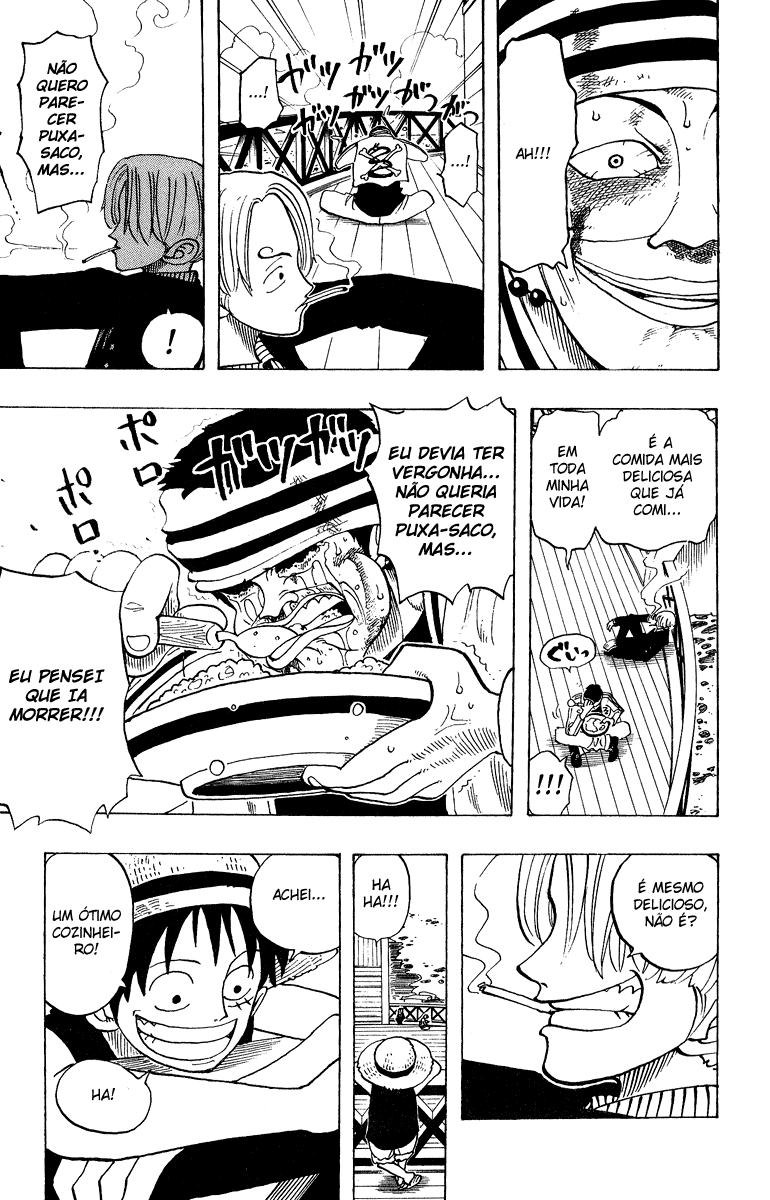 AH!!!
ガツ
ガツ
ガツ
ガツ
...!
...!
NÃO
QUERO
PARE-
CER
PUXA-
SACO,
MAS...
!
É A
COMIDA MAIS
DELICIOSA
QUE JÁ
COMI...
EM
TODA
MINHA
VIDA!
ぐいっ
!!!
EU DEVIA TER
VERGONHA...
NÃO QUERIA
PARECER
PUXA-SACO,
MAS...
ガツガツ
ポロ
ポロ
EU PENSEI
QUE IA
MORRER!!!
É MESMO
DELICIOSO,
NÃO É?
HA
HA!!!
ACHEI...
UM ÓTIMO
COZINHEI-
RO!
HA!